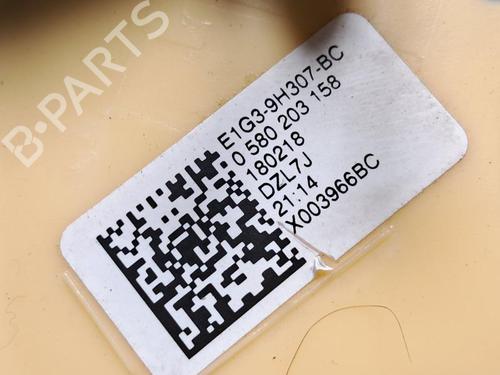 B-PARTS
E1G3-9H307-BC
0 580 203 158
180218
DZL7J
21:14
X003966BC